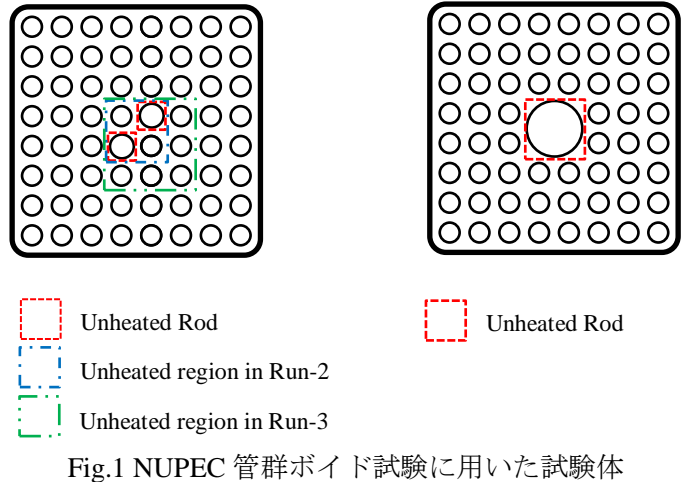 Unheated Rod
Unheated region in Run-2
Unheated region in Run-3
Unheated Rod
Fig.1 NUPEC 管群ボイド試験に用いた試験体